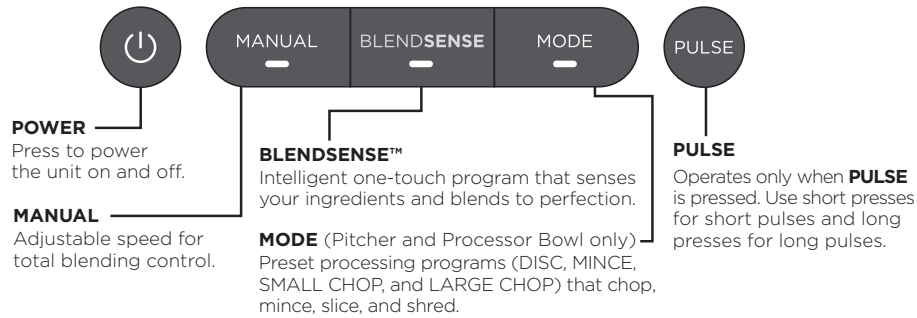 MANUAL
BLENDSENSE
MODE
PULSE
POWER
Press to power
the unit on and off.
MANUAL
Adjustable speed for
total blending control.
BLENDSENSE™
Intelligent one-touch program that senses
your ingredients and blends to perfection.
MODE (Pitcher and Processor Bowl only)
Preset processing programs (DISC, MINCE,
SMALL CHOP, and LARGE CHOP) that chop,
mince, slice, and shred.
PULSE
Operates only when PULSE
is pressed. Use short presses
for short pulses and long
presses for long pulses.